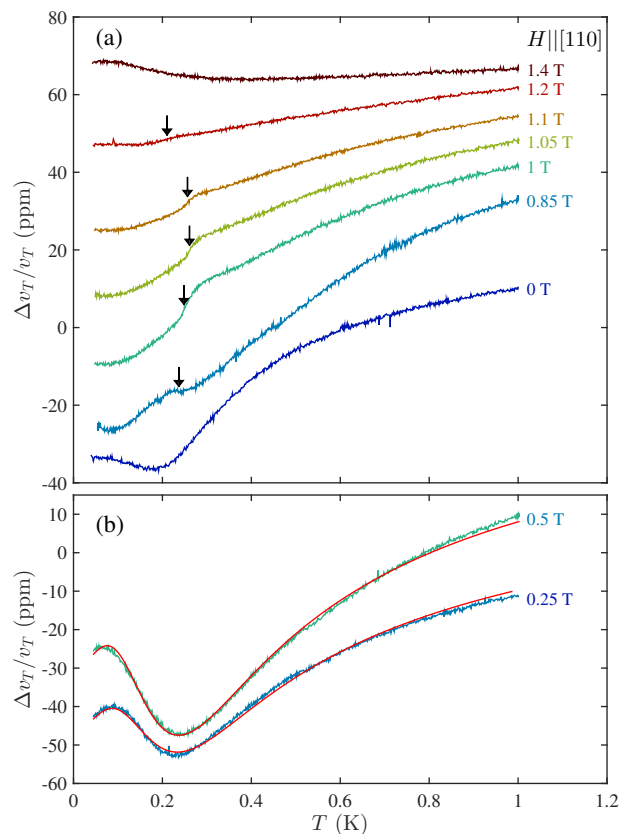 80
(a)
H||[110]
1.4 T
60
1.2 T
1.1 T
40
1.05 T
1 T
20
0.85 T
0 T
0
-20
-40
Δv_T/v_T (ppm)
(b)
10
0.5 T
0
-10
0.25 T
-20
-30
-40
-50
-60
Δv_T/v_T (ppm)
0 0.2 0.4 0.6 0.8 1 1.2
T (K)